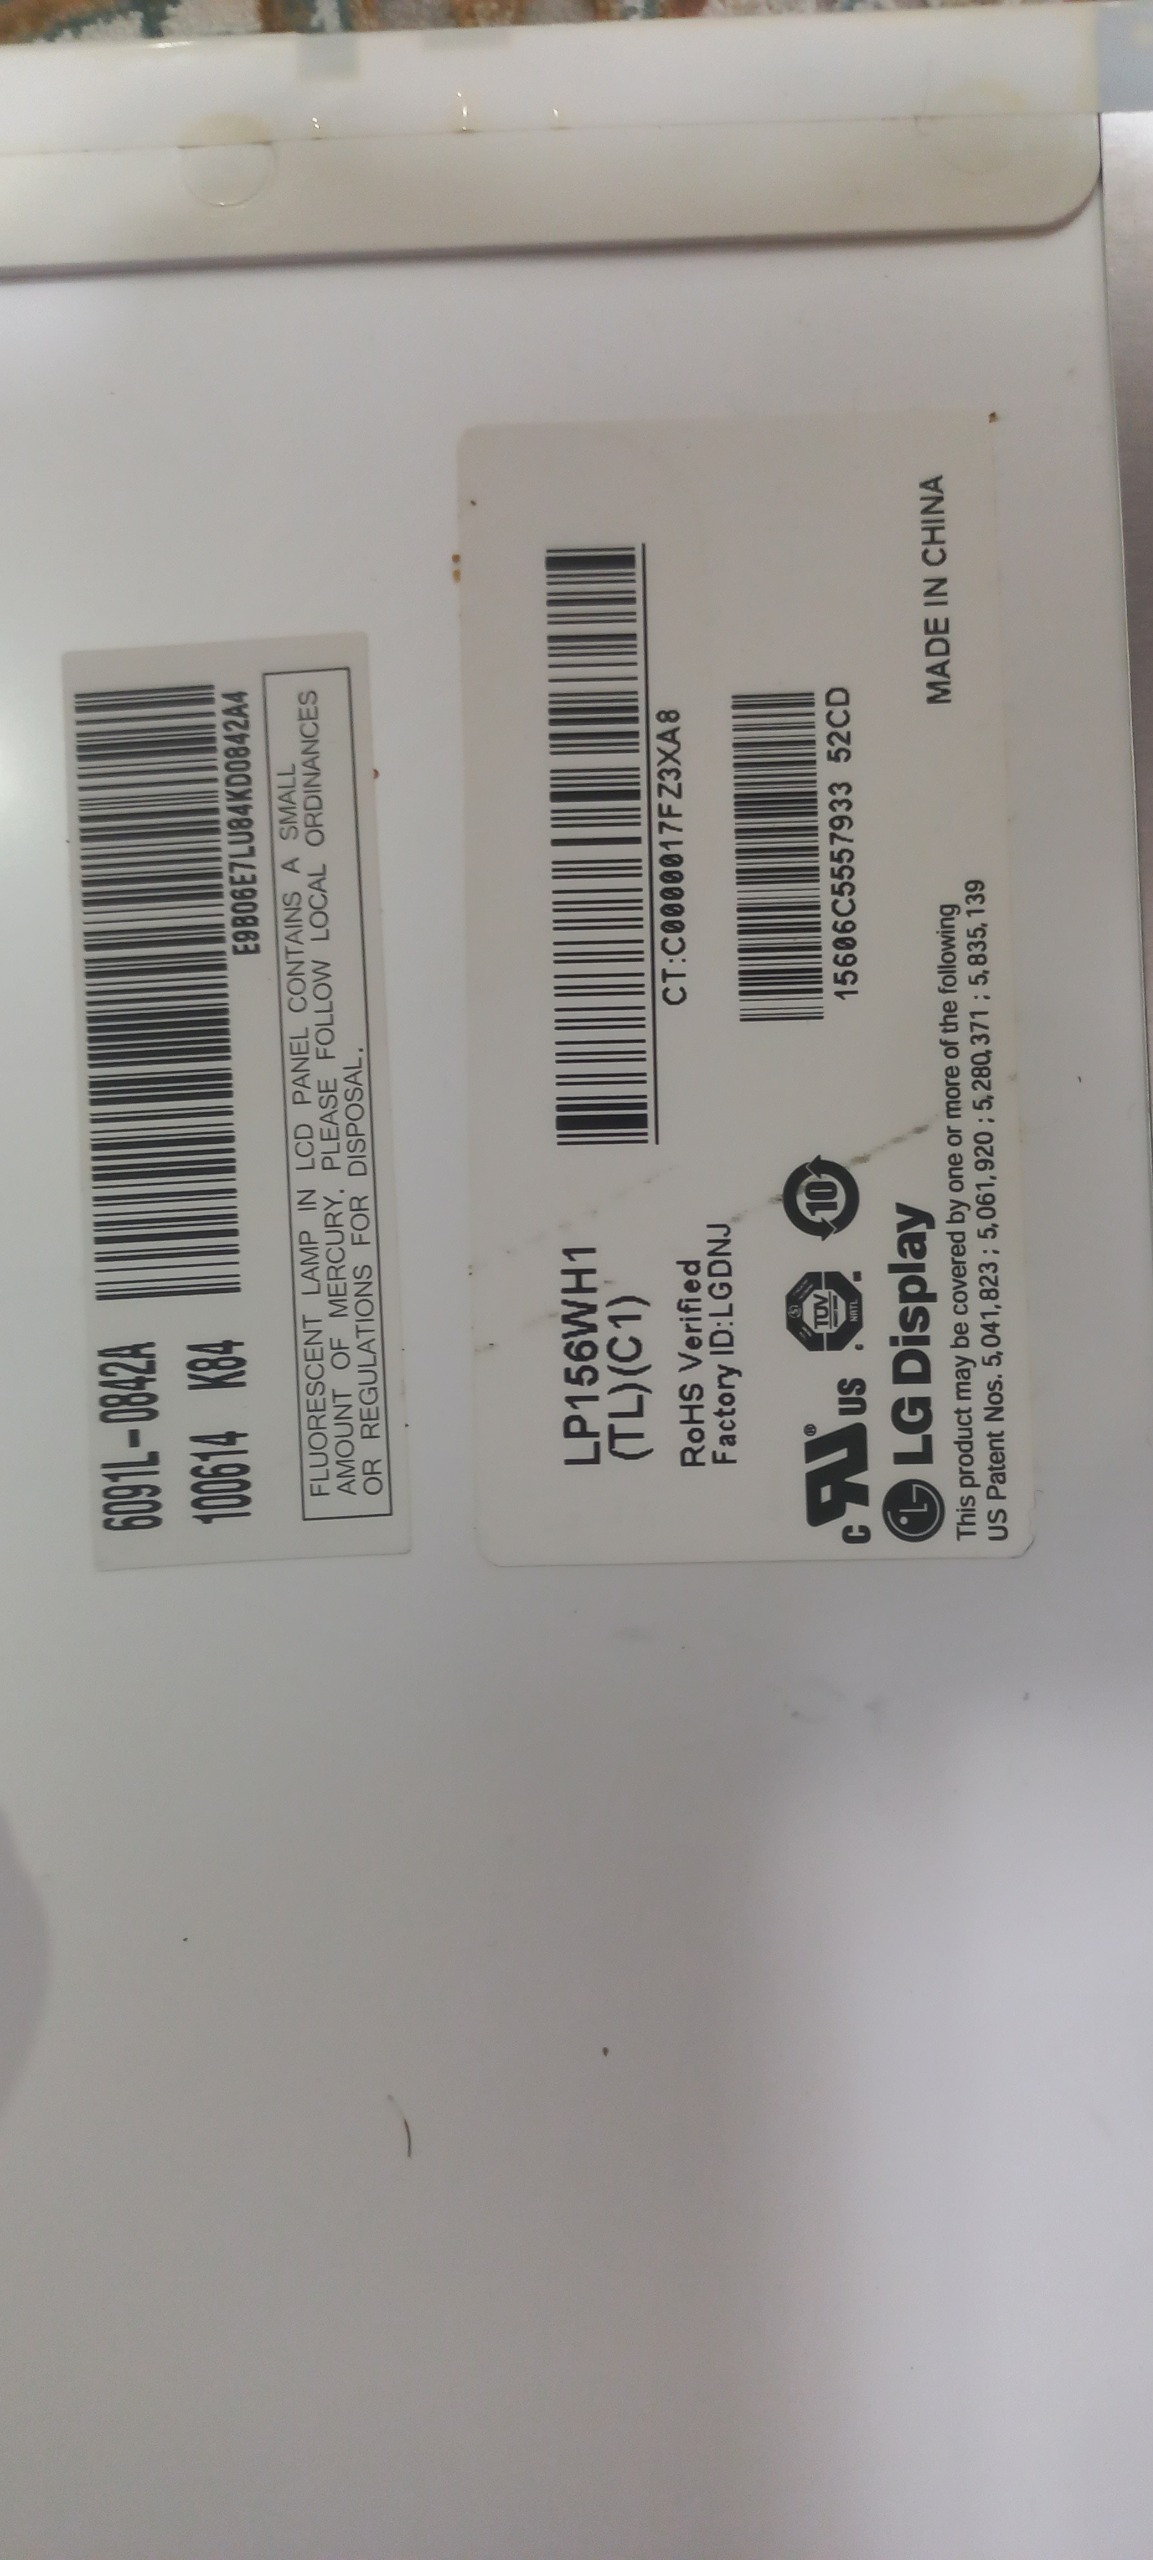 6091L-0842A
100614 K84
E9B06E7LU84KD0842A4
FLUORESCENT LAMP IN LCD PANEL CONTAINS A SMALL
AMOUNT OF MERCURY. PLEASE FOLLOW LOCAL ORDINANCES
OR REGULATIONS FOR DISPOSAL.
LP156WH1
(TL)(C1)
CT:C0000017FZ3XA8
RoHS Verified
Factory ID:LGDNJ
15606C5557933 52CD
c RU® US
TÜV
NRTL
10
LG Display
MADE IN CHINA
This product may be covered by one or more of the following
US Patent Nos. 5,041,823 ; 5,061,920 ; 5,280,371 ; 5,835,139